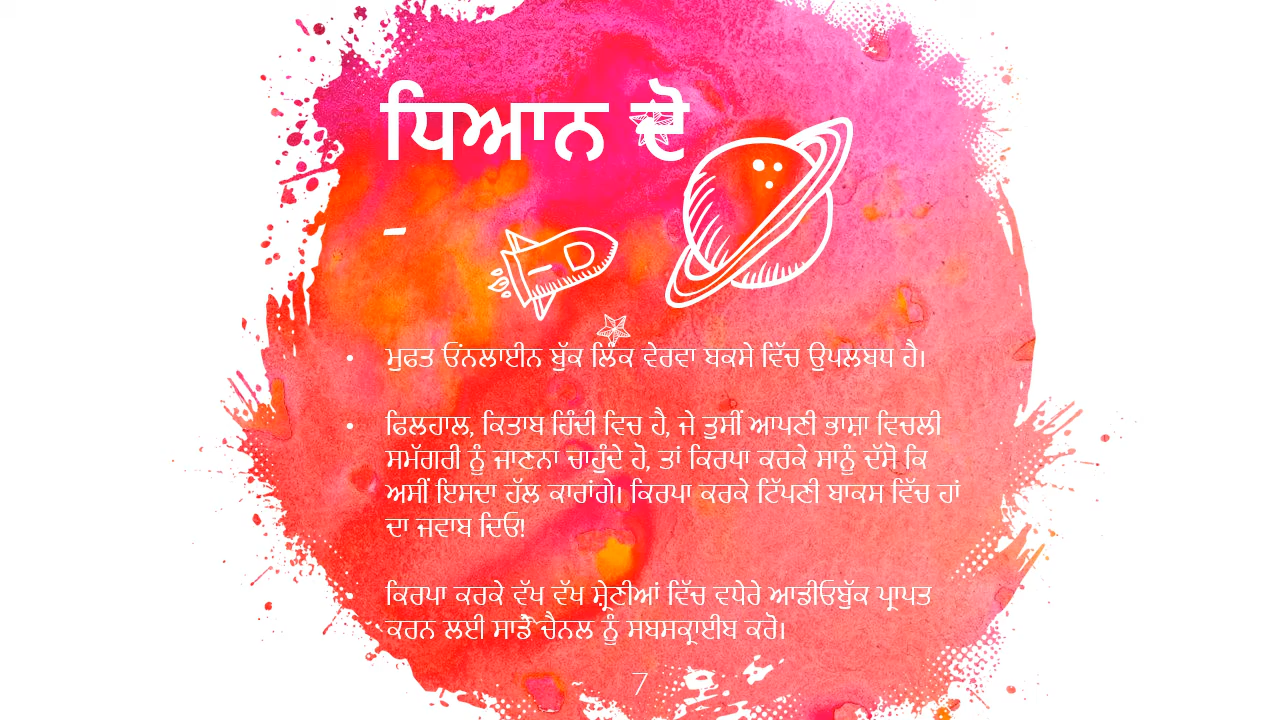 ਧਿਆਨ ਦੋ
-
• ਮੁਫਤ ਓਨਲਾਈਨ ਬੁੱਕ ਲਿੰਕ ਵੇਰਵਾ ਬਕਸੇ ਵਿੱਚ ਉਪਲਬਧ ਹੈ।
• ਫਿਲਹਾਲ, ਕਿਤਾਬ ਹਿੰਦੀ ਵਿਚ ਹੈ, ਜੇ ਤੁਸੀਂ ਆਪਣੀ ਭਾਸ਼ਾ ਵਿਚਲੀ
ਸਮੱਗਰੀ ਨੂੰ ਜਾਣਨਾ ਚਾਹੁੰਦੇ ਹੋ, ਤਾਂ ਕਿਰਪਾ ਕਰਕੇ ਸਾਨੂੰ ਦੱਸੋ ਕਿ
ਅਸੀਂ ਇਸਦਾ ਹੱਲ ਕਾਰਾਂਗੇ। ਕਿਰਪਾ ਕਰਕੇ ਟਿੱਪਣੀ ਬਾਕਸ ਵਿੱਚ ਹਾਂ
ਦਾ ਜਵਾਬ ਦਿਓ!
• ਕਿਰਪਾ ਕਰਕੇ ਵੱਖ ਵੱਖ ਸ਼੍ਰੇਣੀਆਂ ਵਿੱਚ ਵਧੇਰੇ ਆਡੀਓਬੁੱਕ ਪ੍ਰਾਪਤ
ਕਰਨ ਲਈ ਸਾਡੇ ਚੈਨਲ ਨੂੰ ਸਬਸਕ੍ਰਾਈਬ ਕਰੋ।
7